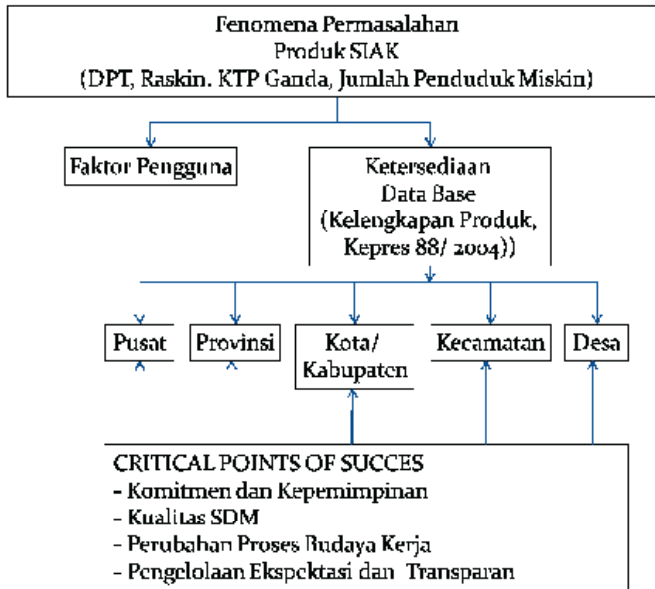 Fenomena Permasalahan
Produk SIAK
(DPT, Raskin. KTP Ganda, Jumlah Penduduk Miskin)
Faktor Pengguna
Ketersediaan
Data Base
(Kelengkapan Produk,
Kepres 88/ 2004))
Pusat
Provinsi
Kota/
Kabupaten
Kecamatan
Desa
CRITICAL POINTS OF SUCCES
- Komitmen dan Kepemimpinan
- Kualitas SDM
- Perubahan Proses Budaya Kerja
- Pengelolaan Ekspektasi dan Transparan